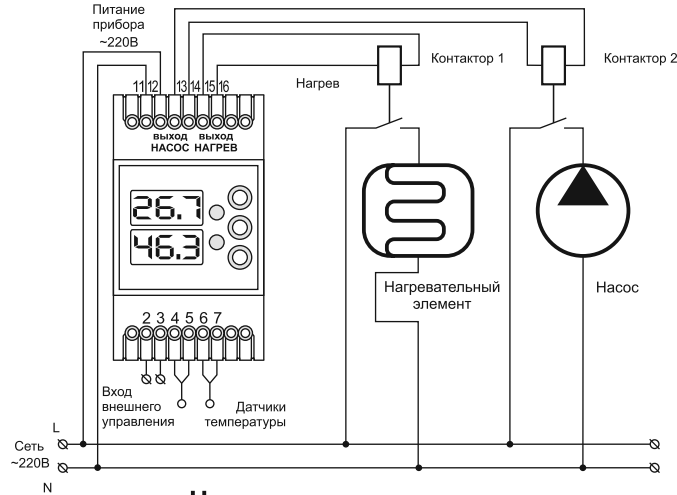 Питание
прибора
~220В
Контактор 1
Контактор 2
Нагрев
11 12 13 14 15 16
выход выход
НАСОС НАГРЕВ
26.7
46.3
Нагревательный
элемент
Насос
2 3 4 5 6 7
Вход
внешнего
управления
Датчики
температуры
L
Сеть
~220В
N